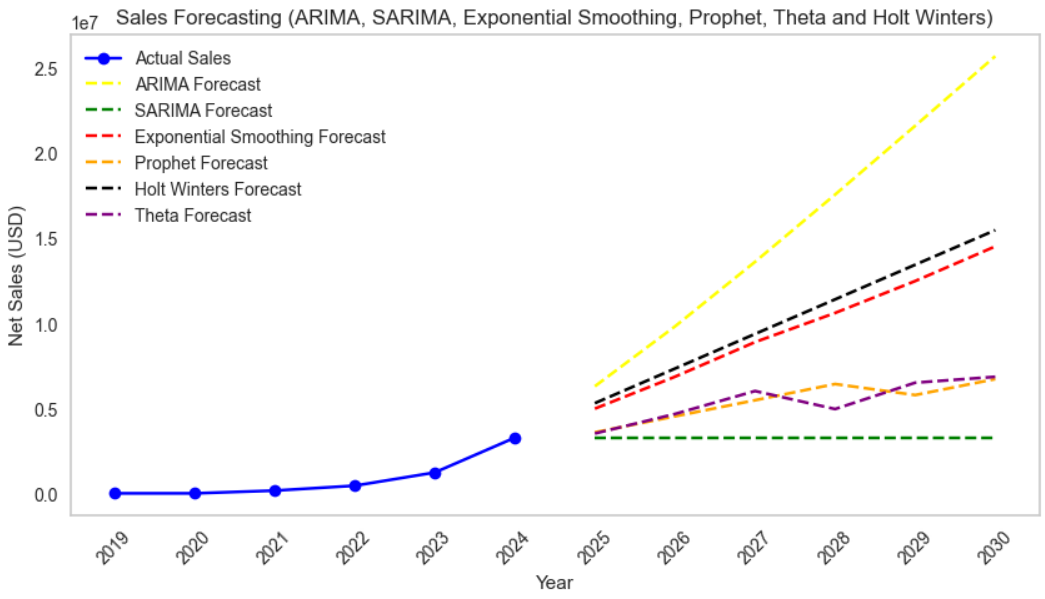 Sales Forecasting (ARIMA, SARIMA, Exponential Smoothing, Prophet, Theta and Holt Winters)
1e7
Actual Sales
ARIMA Forecast
SARIMA Forecast
Exponential Smoothing Forecast
Prophet Forecast
Holt Winters Forecast
Theta Forecast
Net Sales (USD)
2.5
2.0
1.5
1.0
0.5
0.0
2019 2020 2021 2022 2023 2024 2025 2026 2027 2028 2029 2030
Year